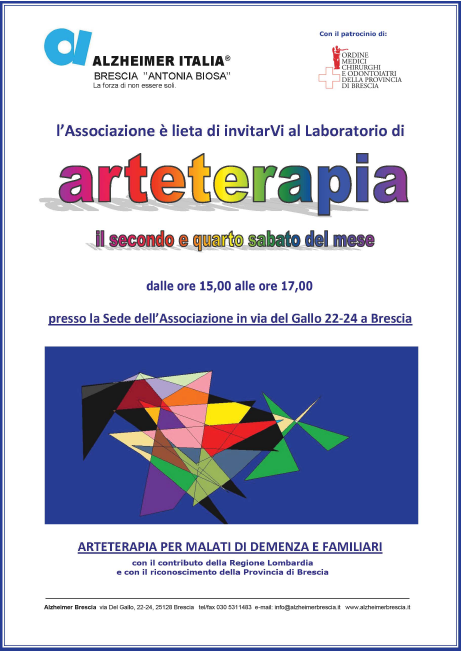 ALZHEIMER ITALIA®
BRESCIA "ANTONIA BIOSA"
La forza di non essere soli.
Con il patrocinio di:
ORDINE
MEDICI
CHIRURGHI
E ODONTOIATRI
DELLA PROVINCIA
DI BRESCIA
l'Associazione è lieta di invitarVi al Laboratorio di
arteterapia
il secondo e quarto sabato del mese
dalle ore 15,00 alle ore 17,00
presso la Sede dell'Associazione in via del Gallo 22-24 a Brescia
ARTETERAPIA PER MALATI DI DEMENZA E FAMILIARI
con il contributo della Regione Lombardia
e con il riconoscimento della Provincia di Brescia
Alzheimer Brescia via Del Gallo, 22-24, 25128 Brescia tel/fax 030 5311483 e-mail: info@alzheimerbrescia.it www.alzheimerbrescia.it